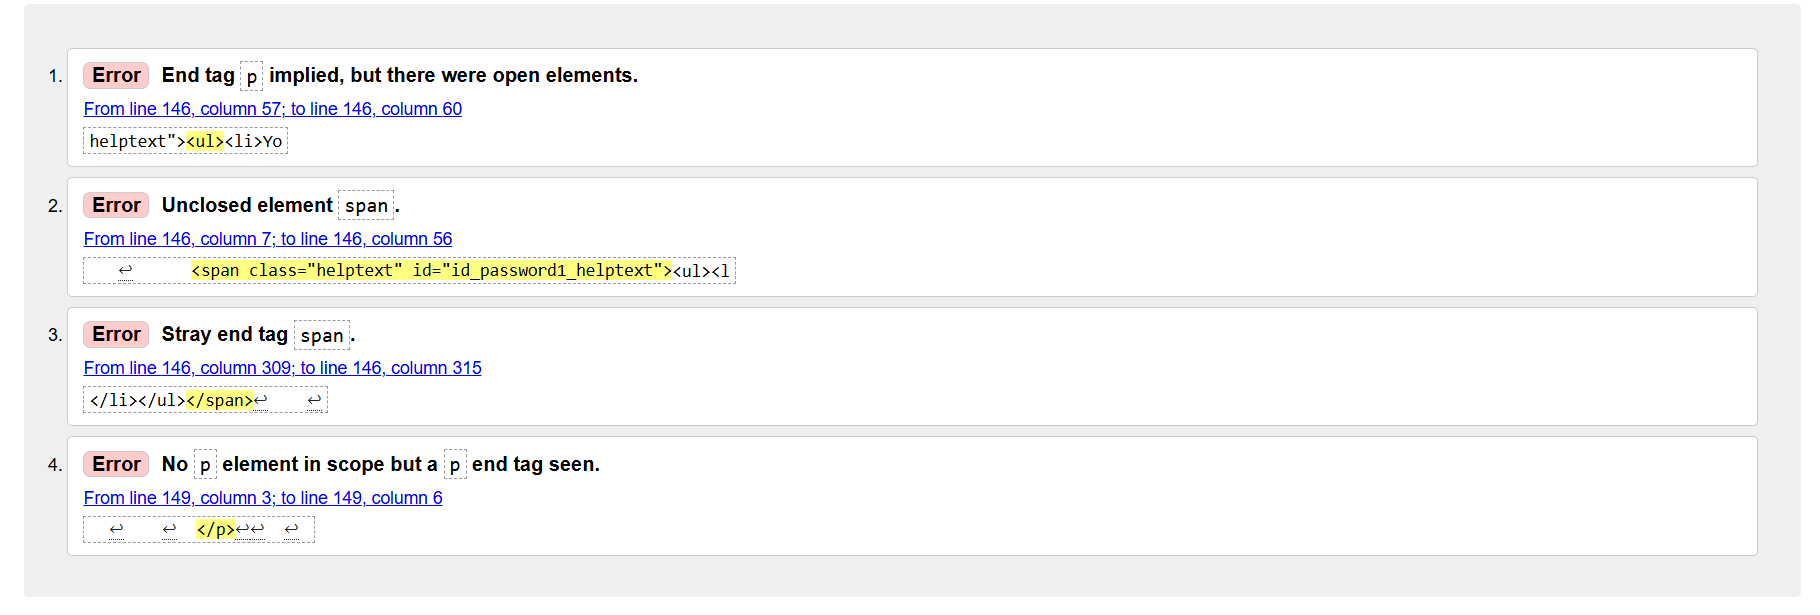 1. Error End tag p implied, but there were open elements.
From line 146, column 57; to line 146, column 60
helptext"><ul><li>Yo
2. Error Unclosed element span.
From line 146, column 7; to line 146, column 56
↩ <span class="helptext" id="id_password1_helptext"><ul><l
3. Error Stray end tag span.
From line 146, column 309; to line 146, column 315
</li></ul></span>↩ ↩
4. Error No p element in scope but a p end tag seen.
From line 149, column 3; to line 149, column 6
↩ ↩ </p>↩↩ ↩